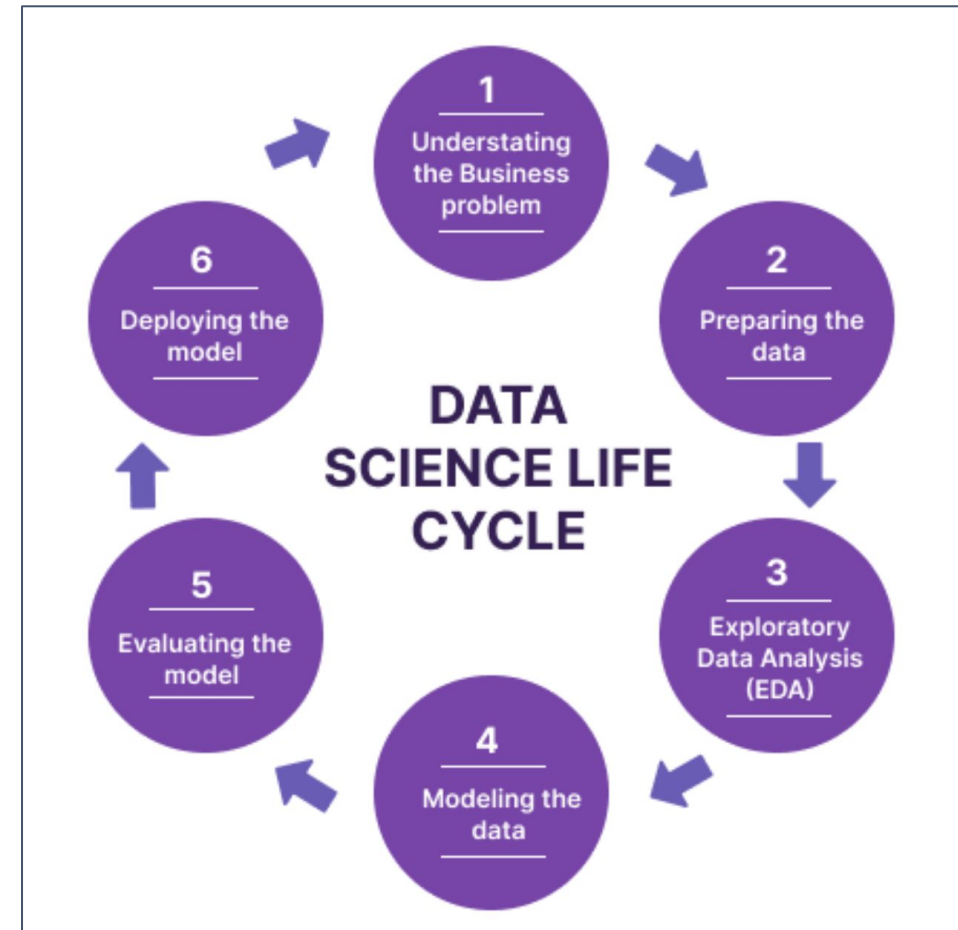 1
Understating
the Business
problem
2
Preparing the
data
3
Exploratory
Data Analysis
(EDA)
4
Modeling the
data
5
Evaluating the
model
6
Deploying the
model
DATA
SCIENCE LIFE
CYCLE